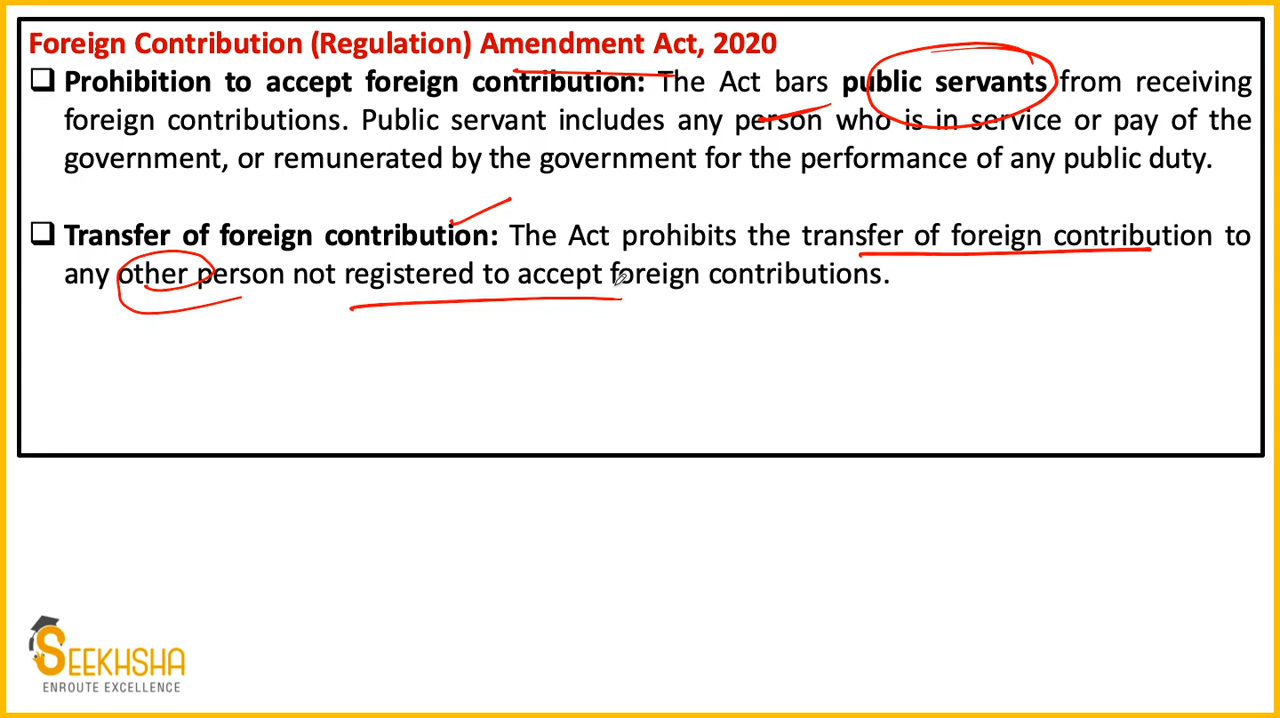 Foreign Contribution (Regulation) Amendment Act, 2020
Prohibition to accept foreign contribution: The Act bars public servants from receiving
foreign contributions. Public servant includes any person who is in service or pay of the
government, or remunerated by the government for the performance of any public duty.
Transfer of foreign contribution: The Act prohibits the transfer of foreign contribution to
any other person not registered to accept foreign contributions.
SEEKHSHA
ENROUTE EXCELLENCE